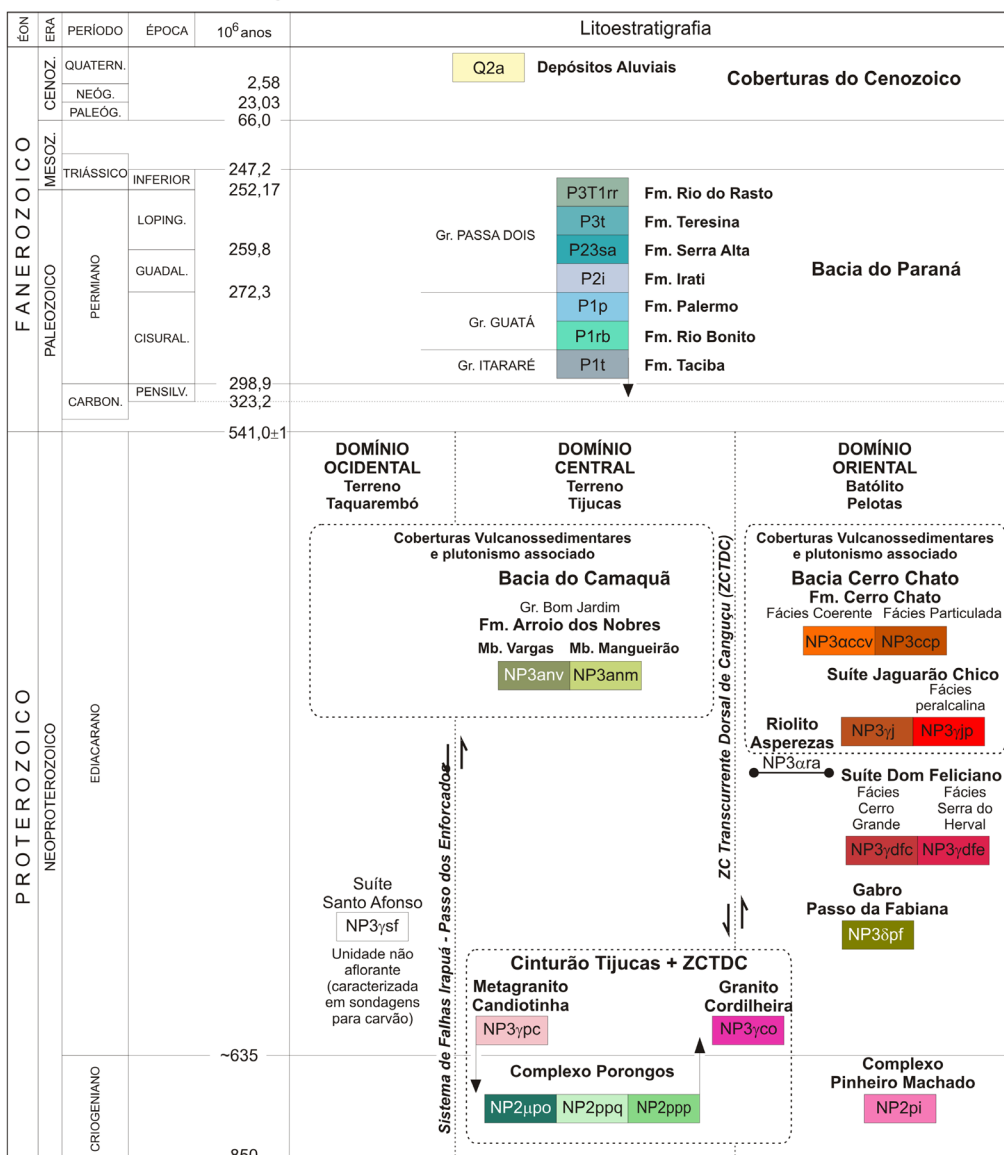 ÉON
ERA
PERÍODO
ÉPOCA
10⁶ anos
Litoestratigrafia
FANEROZOICO
CENOZ.
QUATERN.
2,58
NEÓG.
23,03
PALEÓG.
66,0
Q2a
Depósitos Aluviais
Coberturas do Cenozoico
MESOZ.
TRIÁSSICO
INFERIOR
247,2
252,17
PALEOZOICO
PERMIANO
LOPING.
259,8
GUADAL.
272,3
CISURAL.
298,9
CARBON.
PENSILV.
323,2
541,0±1
Gr. PASSA DOIS
P3T1rr
Fm. Rio do Rasto
P3t
Fm. Teresina
P23sa
Fm. Serra Alta
P2i
Fm. Irati
Gr. GUATÁ
P1p
Fm. Palermo
P1rb
Fm. Rio Bonito
Gr. ITARARÉ
P1t
Fm. Taciba
Bacia do Paraná
PROTEROZOICO
NEOPROTEROZOICO
EDIACARANO
~635
CRIOGENIANO
850
DOMÍNIO
OCIDENTAL
Terreno
Taquarembó
DOMÍNIO
CENTRAL
Terreno
Tijucas
DOMÍNIO
ORIENTAL
Batólito
Pelotas
Coberturas Vulcanossedimentares
e plutonismo associado
Bacia do Camaquã
Gr. Bom Jardim
Fm. Arroio dos Nobres
Mb. Vargas
Mb. Mangueirão
NP3anv
NP3anm
Sistema de Falhas Irapuá - Passo dos Enforcados
ZC Transcurrente Dorsal de Canguçu (ZCTDC)
Coberturas Vulcanossedimentares
e plutonismo associado
Bacia Cerro Chato
Fm. Cerro Chato
Fácies Coerente
Fácies Particulada
NP3αccv
NP3ccp
Suíte Jaguarão Chico
Fácies
peralcalina
NP3γj
NP3γjp
Riolito
Asperezas
NP3αra
Suíte Dom Feliciano
Fácies
Cerro
Grande
Fácies
Serra do
Herval
NP3γdfc
NP3γdfe
Gabro
Passo da Fabiana
NP3δpf
Suíte
Santo Afonso
NP3γsf
Unidade não
aflorante
(caracterizada
em sondagens
para carvão)
Cinturão Tijucas + ZCTDC
Metagranito
Candiotinha
NP3γpc
Granito
Cordilheira
NP3γco
Complexo Porongos
NP2μpo
NP2ppq
NP2ppp
Complexo
Pinheiro Machado
NP2pi